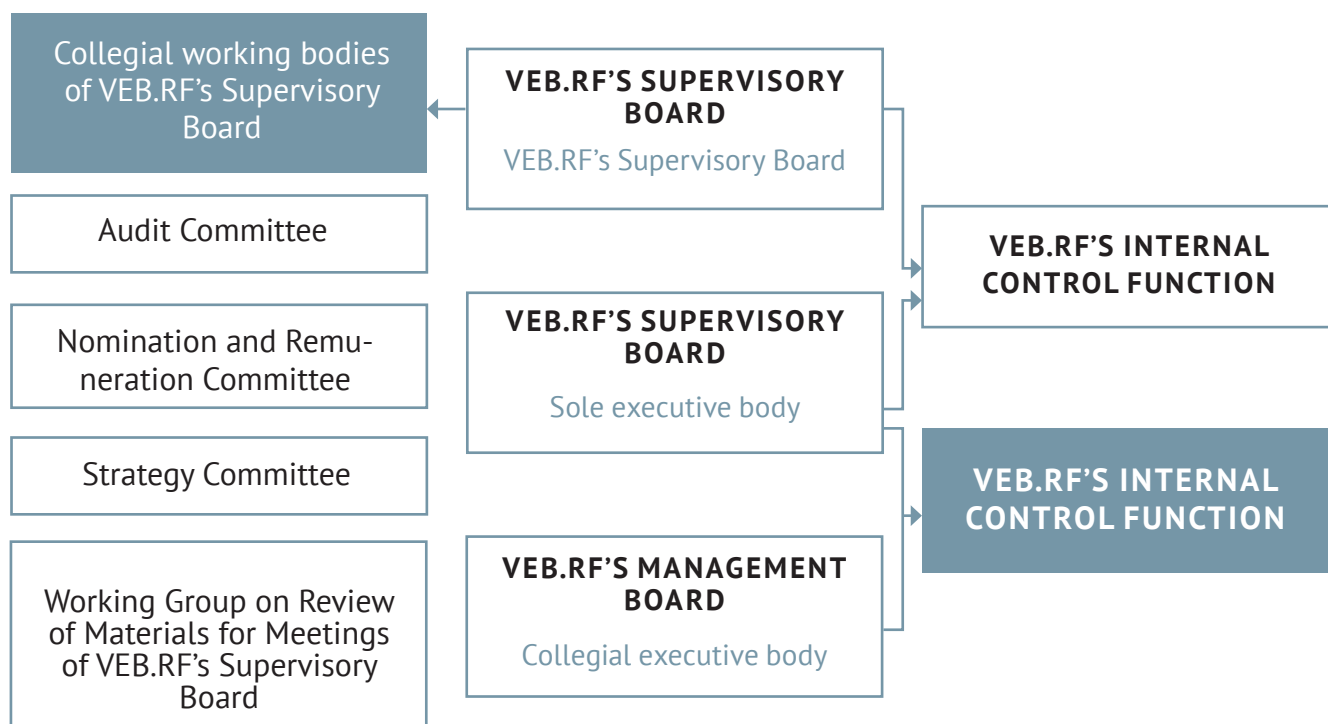 Collegial working bodies
of VEB.RF’s Supervisory
Board
Audit Committee
Nomination and Remu-
neration Committee
Strategy Committee
Working Group on Review
of Materials for Meetings
of VEB.RF’s Supervisory
Board
VEB.RF’S SUPERVISORY
BOARD
VEB.RF’s Supervisory Board
VEB.RF’S SUPERVISORY
BOARD
Sole executive body
VEB.RF’S MANAGEMENT
BOARD
Collegial executive body
VEB.RF’S INTERNAL
CONTROL FUNCTION
VEB.RF’S INTERNAL
CONTROL FUNCTION